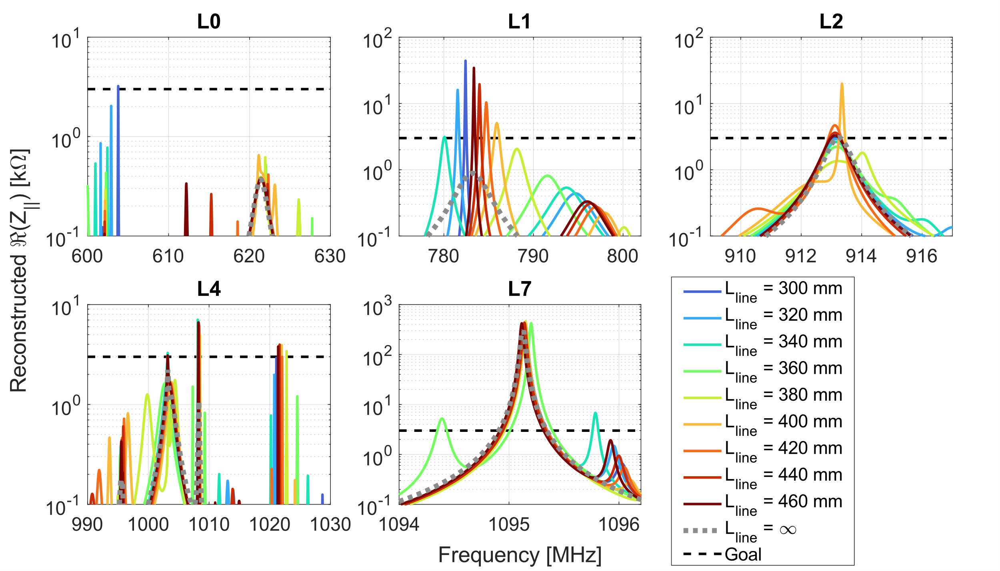 L0
L1
L2
10^1
10^0
10^-1
600
610
620
630
10^2
10^1
10^0
10^-1
780
790
800
10^2
10^1
10^0
10^-1
910
912
914
916
Reconstructed ℜ(Z_||) [kΩ]
L4
L7
10^1
10^0
10^-1
990
1000
1010
1020
1030
10^3
10^2
10^1
10^0
10^-1
1094
1095
1096
Frequency [MHz]
L_line = 300 mm
L_line = 320 mm
L_line = 340 mm
L_line = 360 mm
L_line = 380 mm
L_line = 400 mm
L_line = 420 mm
L_line = 440 mm
L_line = 460 mm
L_line = ∞
Goal